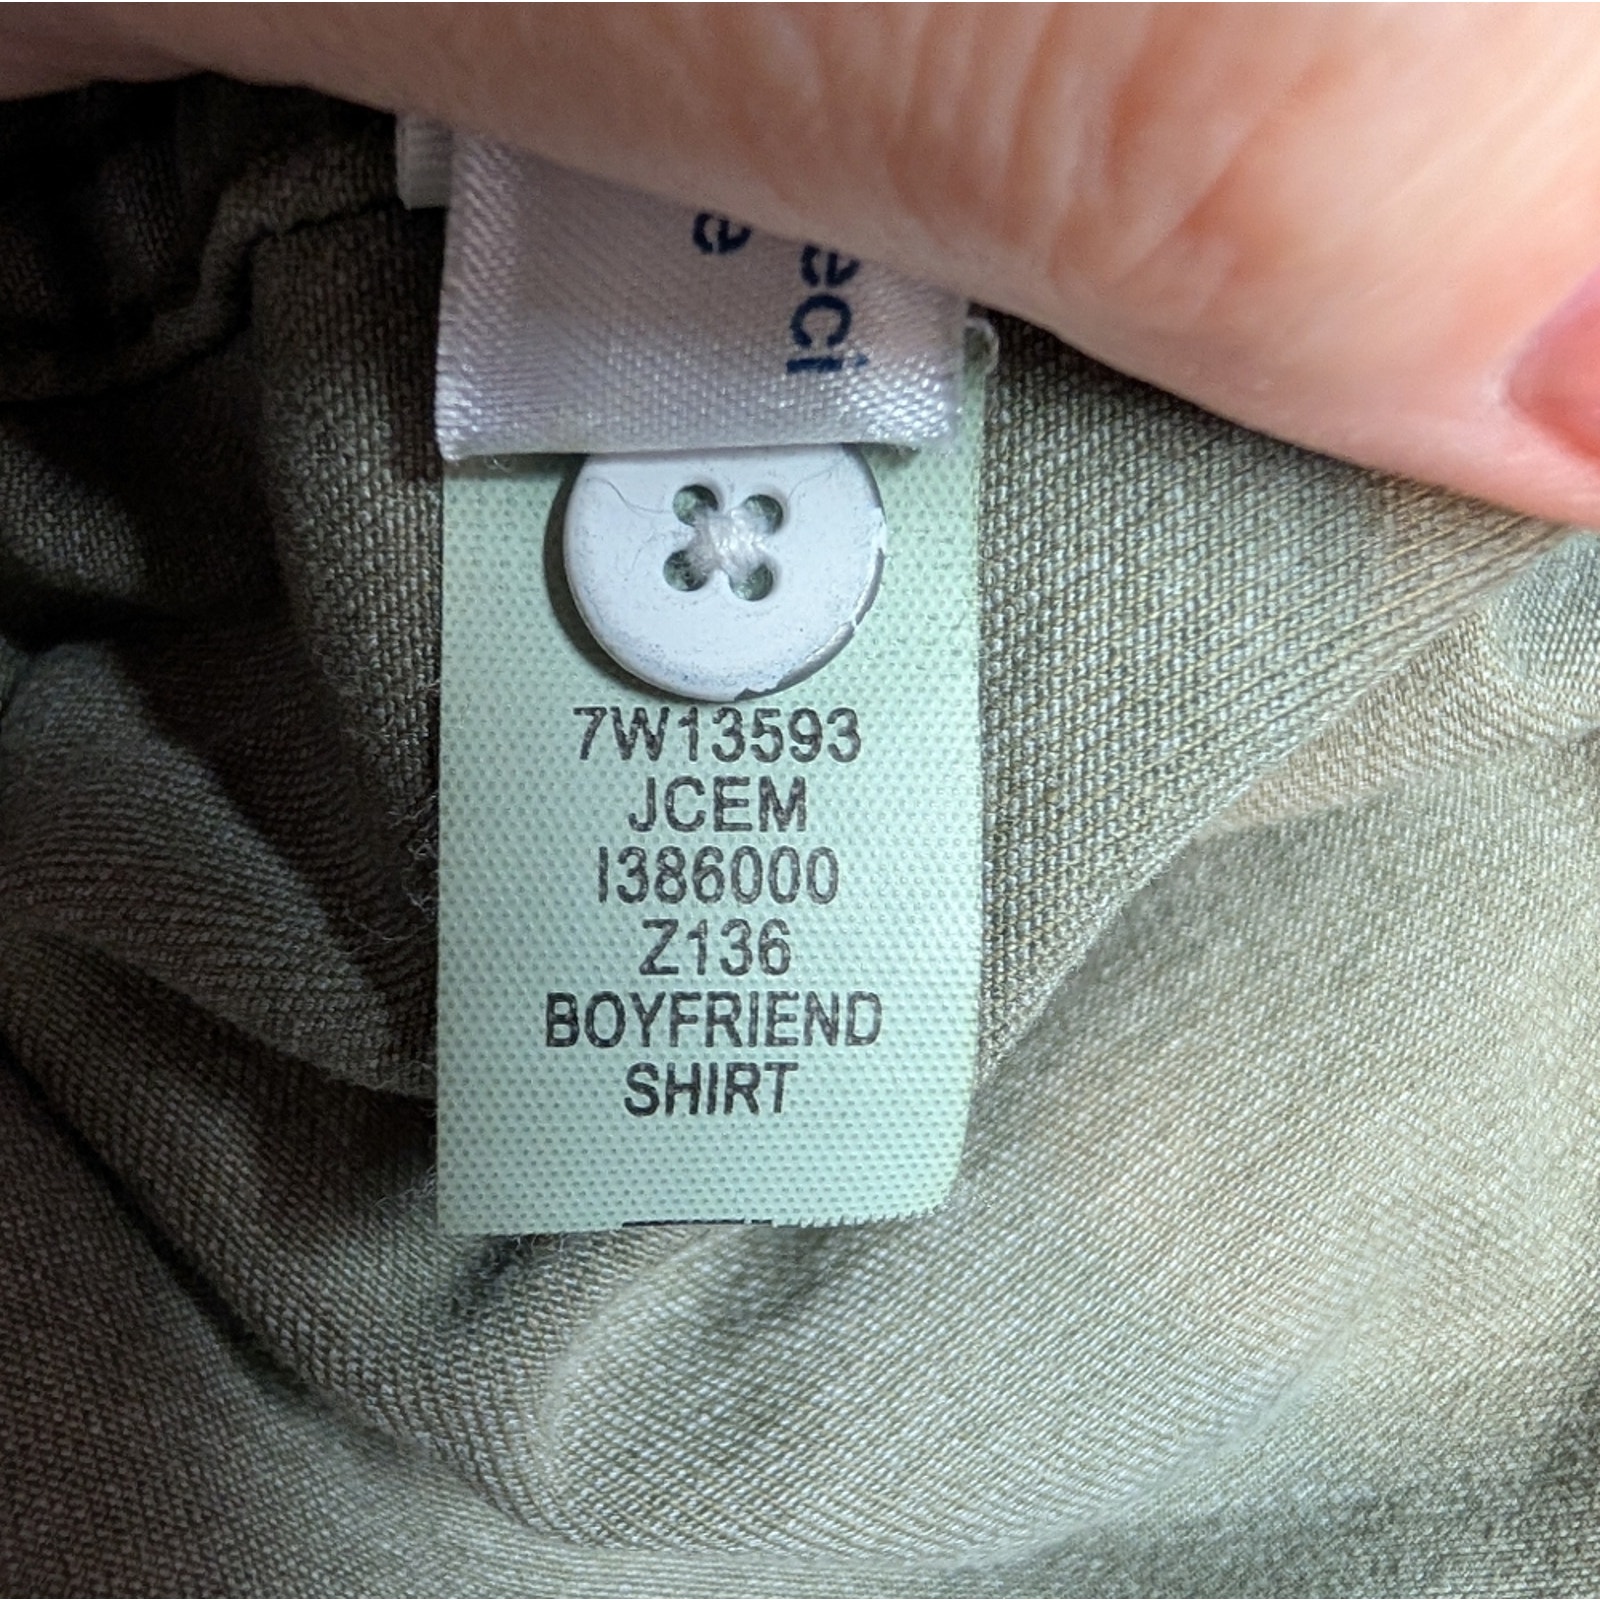 7W13593
JCEM
I386000
Z136
BOYFRIEND
SHIRT